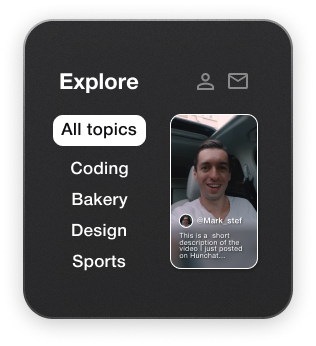 Explore
All topics
Coding
Bakery
Design
Sports
@Mark_stef
This is a short
description of the
video I just posted
on Hunchat...